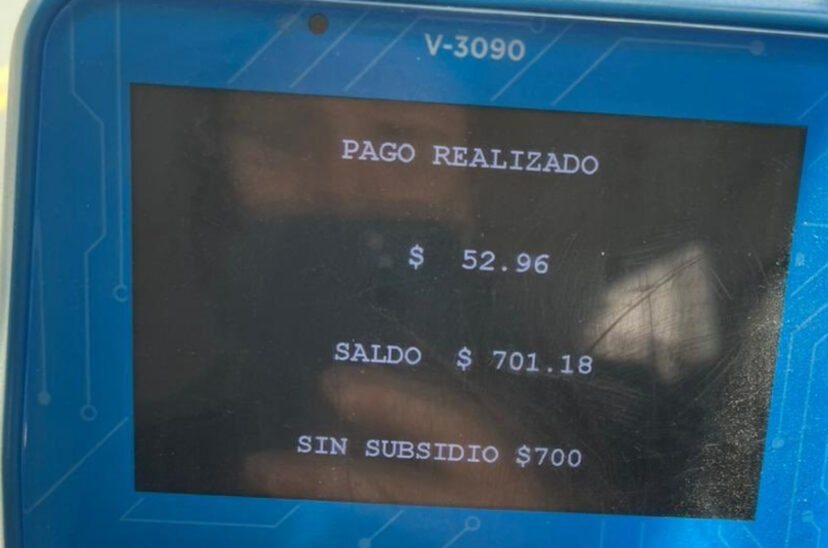 V-3090
PAGO REALIZADO
$ 52.96
SALDO $ 701.18
SIN SUBSIDIO $700